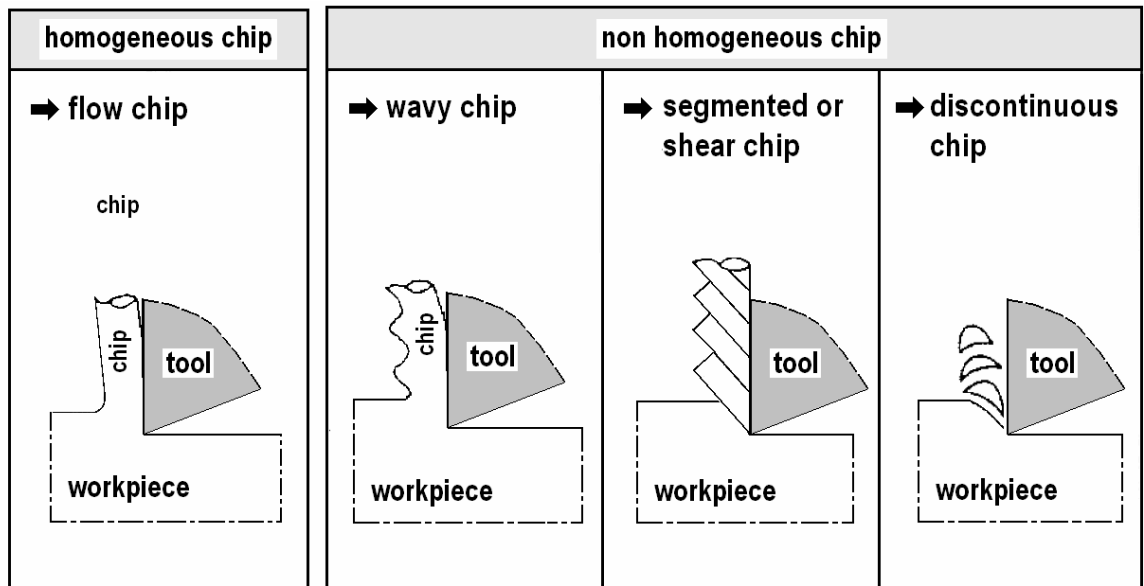 homogeneous chip
non homogeneous chip
flow chip
wavy chip
segmented or
shear chip
discontinuous
chip
chip
chip
tool
workpiece
chip
tool
workpiece
tool
workpiece
tool
workpiece